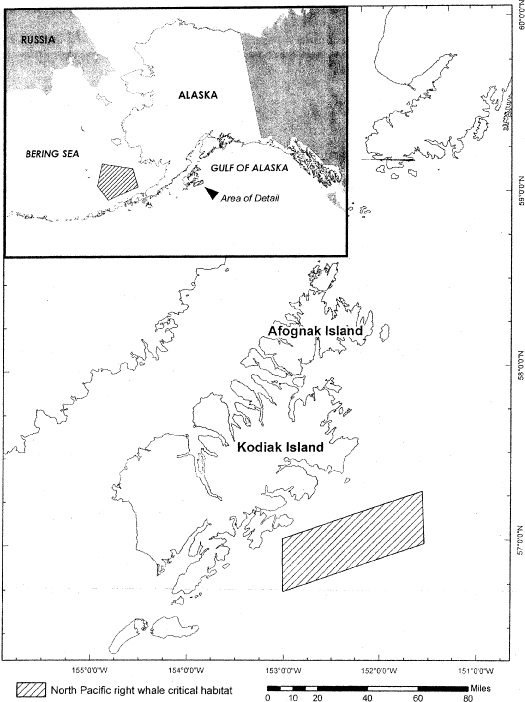 RUSSIA
ALASKA
BERING SEA
GULF OF ALASKA
Area of Detail
60°0'0"N
59°0'0"N
58°0'0"N
57°0'0"N
Afognak Island
Kodiak Island
155°0'0"W
154°0'0"W
153°0'0"W
152°0'0"W
151°0'0"W
North Pacific right whale critical habitat
Miles
0 10 20 40 60 80